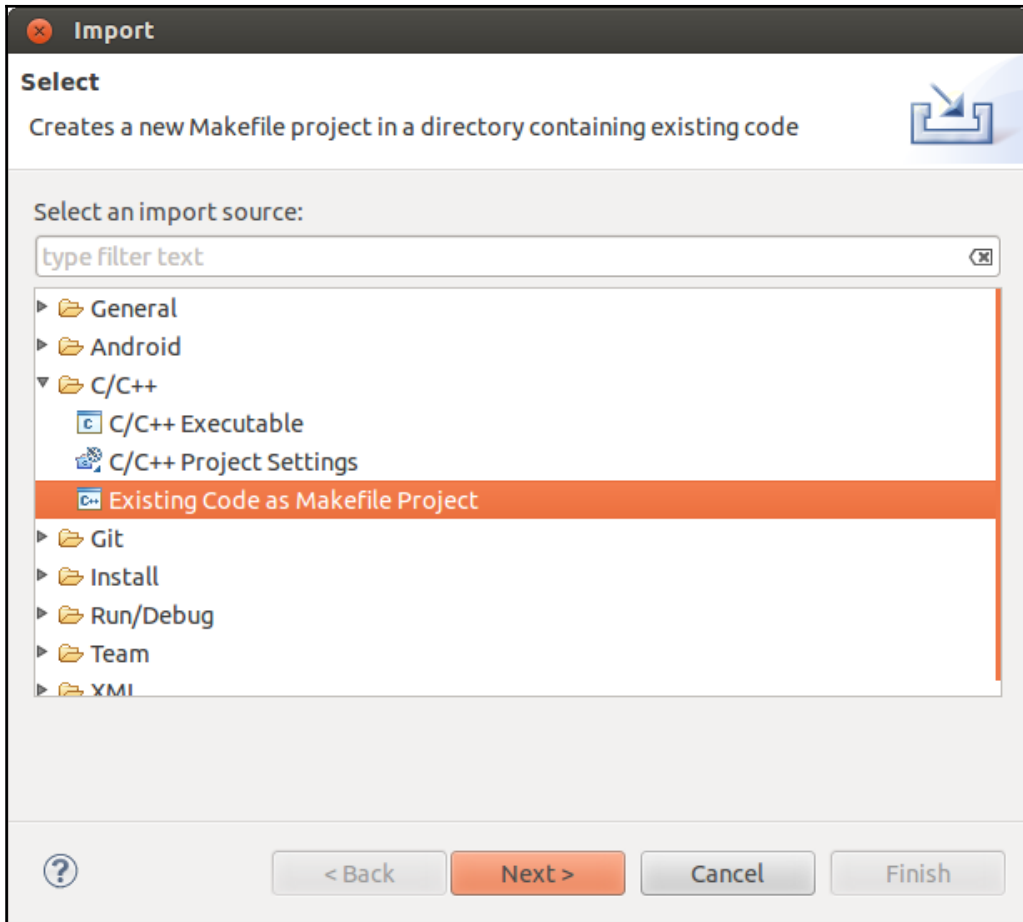 Import
Select
Creates a new Makefile project in a directory containing existing code
Select an import source:
type filter text
General
Android
C/C++
C/C++ Executable
C/C++ Project Settings
Existing Code as Makefile Project
Git
Install
Run/Debug
Team
XML
< Back Next > Cancel Finish